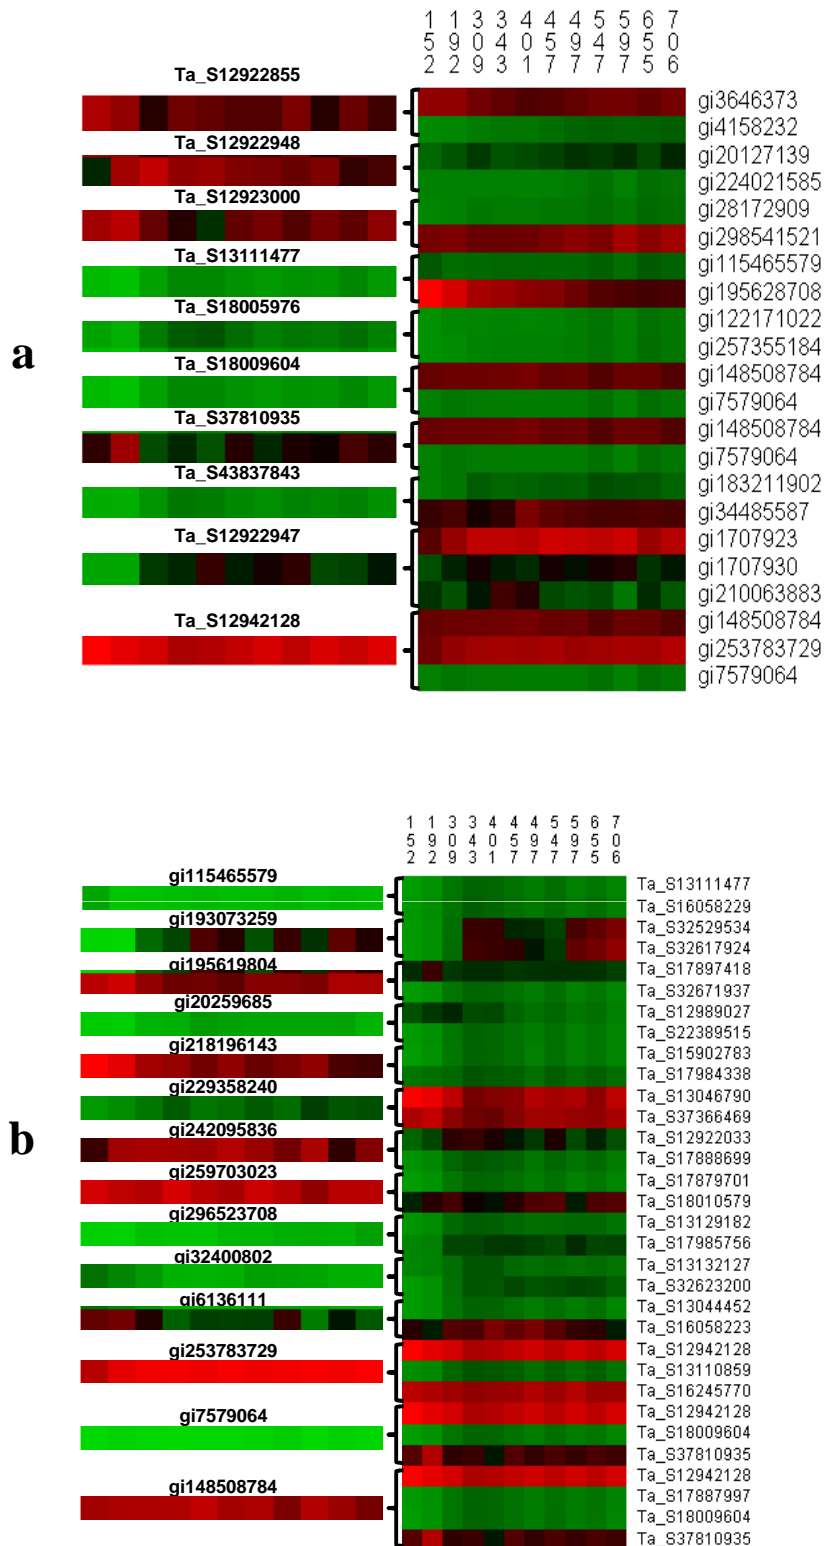 152 192 309 343 401 457 497 547 597 655 706
Ta_S12922855
gi3646373
gi4158232
Ta_S12922948
gi20127139
gi224021585
Ta_S12923000
gi28172909
gi298541521
Ta_S13111477
gi115465579
gi195628708
Ta_S18005976
gi122171022
gi257355184
a
Ta_S18009604
gi148508784
gi7579064
Ta_S37810935
gi148508784
gi7579064
Ta_S43837843
gi183211902
gi34485587
Ta_S12922947
gi1707923
gi1707930
gi210063883
Ta_S12942128
gi148508784
gi253783729
gi7579064
152 192 309 343 401 457 497 547 597 655 706
gi115465579
Ta_S13111477
Ta_S16058229
gi193073259
Ta_S32529534
Ta_S32617924
gi195619804
Ta_S17897418
Ta_S32671937
gi20259685
Ta_S12989027
Ta_S22389515
gi218196143
Ta_S15902783
Ta_S17984338
gi229358240
Ta_S13046790
Ta_S37366469
b
gi242095836
Ta_S12922033
Ta_S17888699
gi259703023
Ta_S17879701
Ta_S18010579
gi296523708
Ta_S13129182
Ta_S17985756
gi32400802
Ta_S13132127
Ta_S32623200
gi6136111
Ta_S13044452
Ta_S16058223
gi253783729
Ta_S12942128
Ta_S13110859
Ta_S16245770
gi7579064
Ta_S12942128
Ta_S18009604
Ta_S37810935
gi148508784
Ta_S12942128
Ta_S17887997
Ta_S18009604
Ta_S37810935